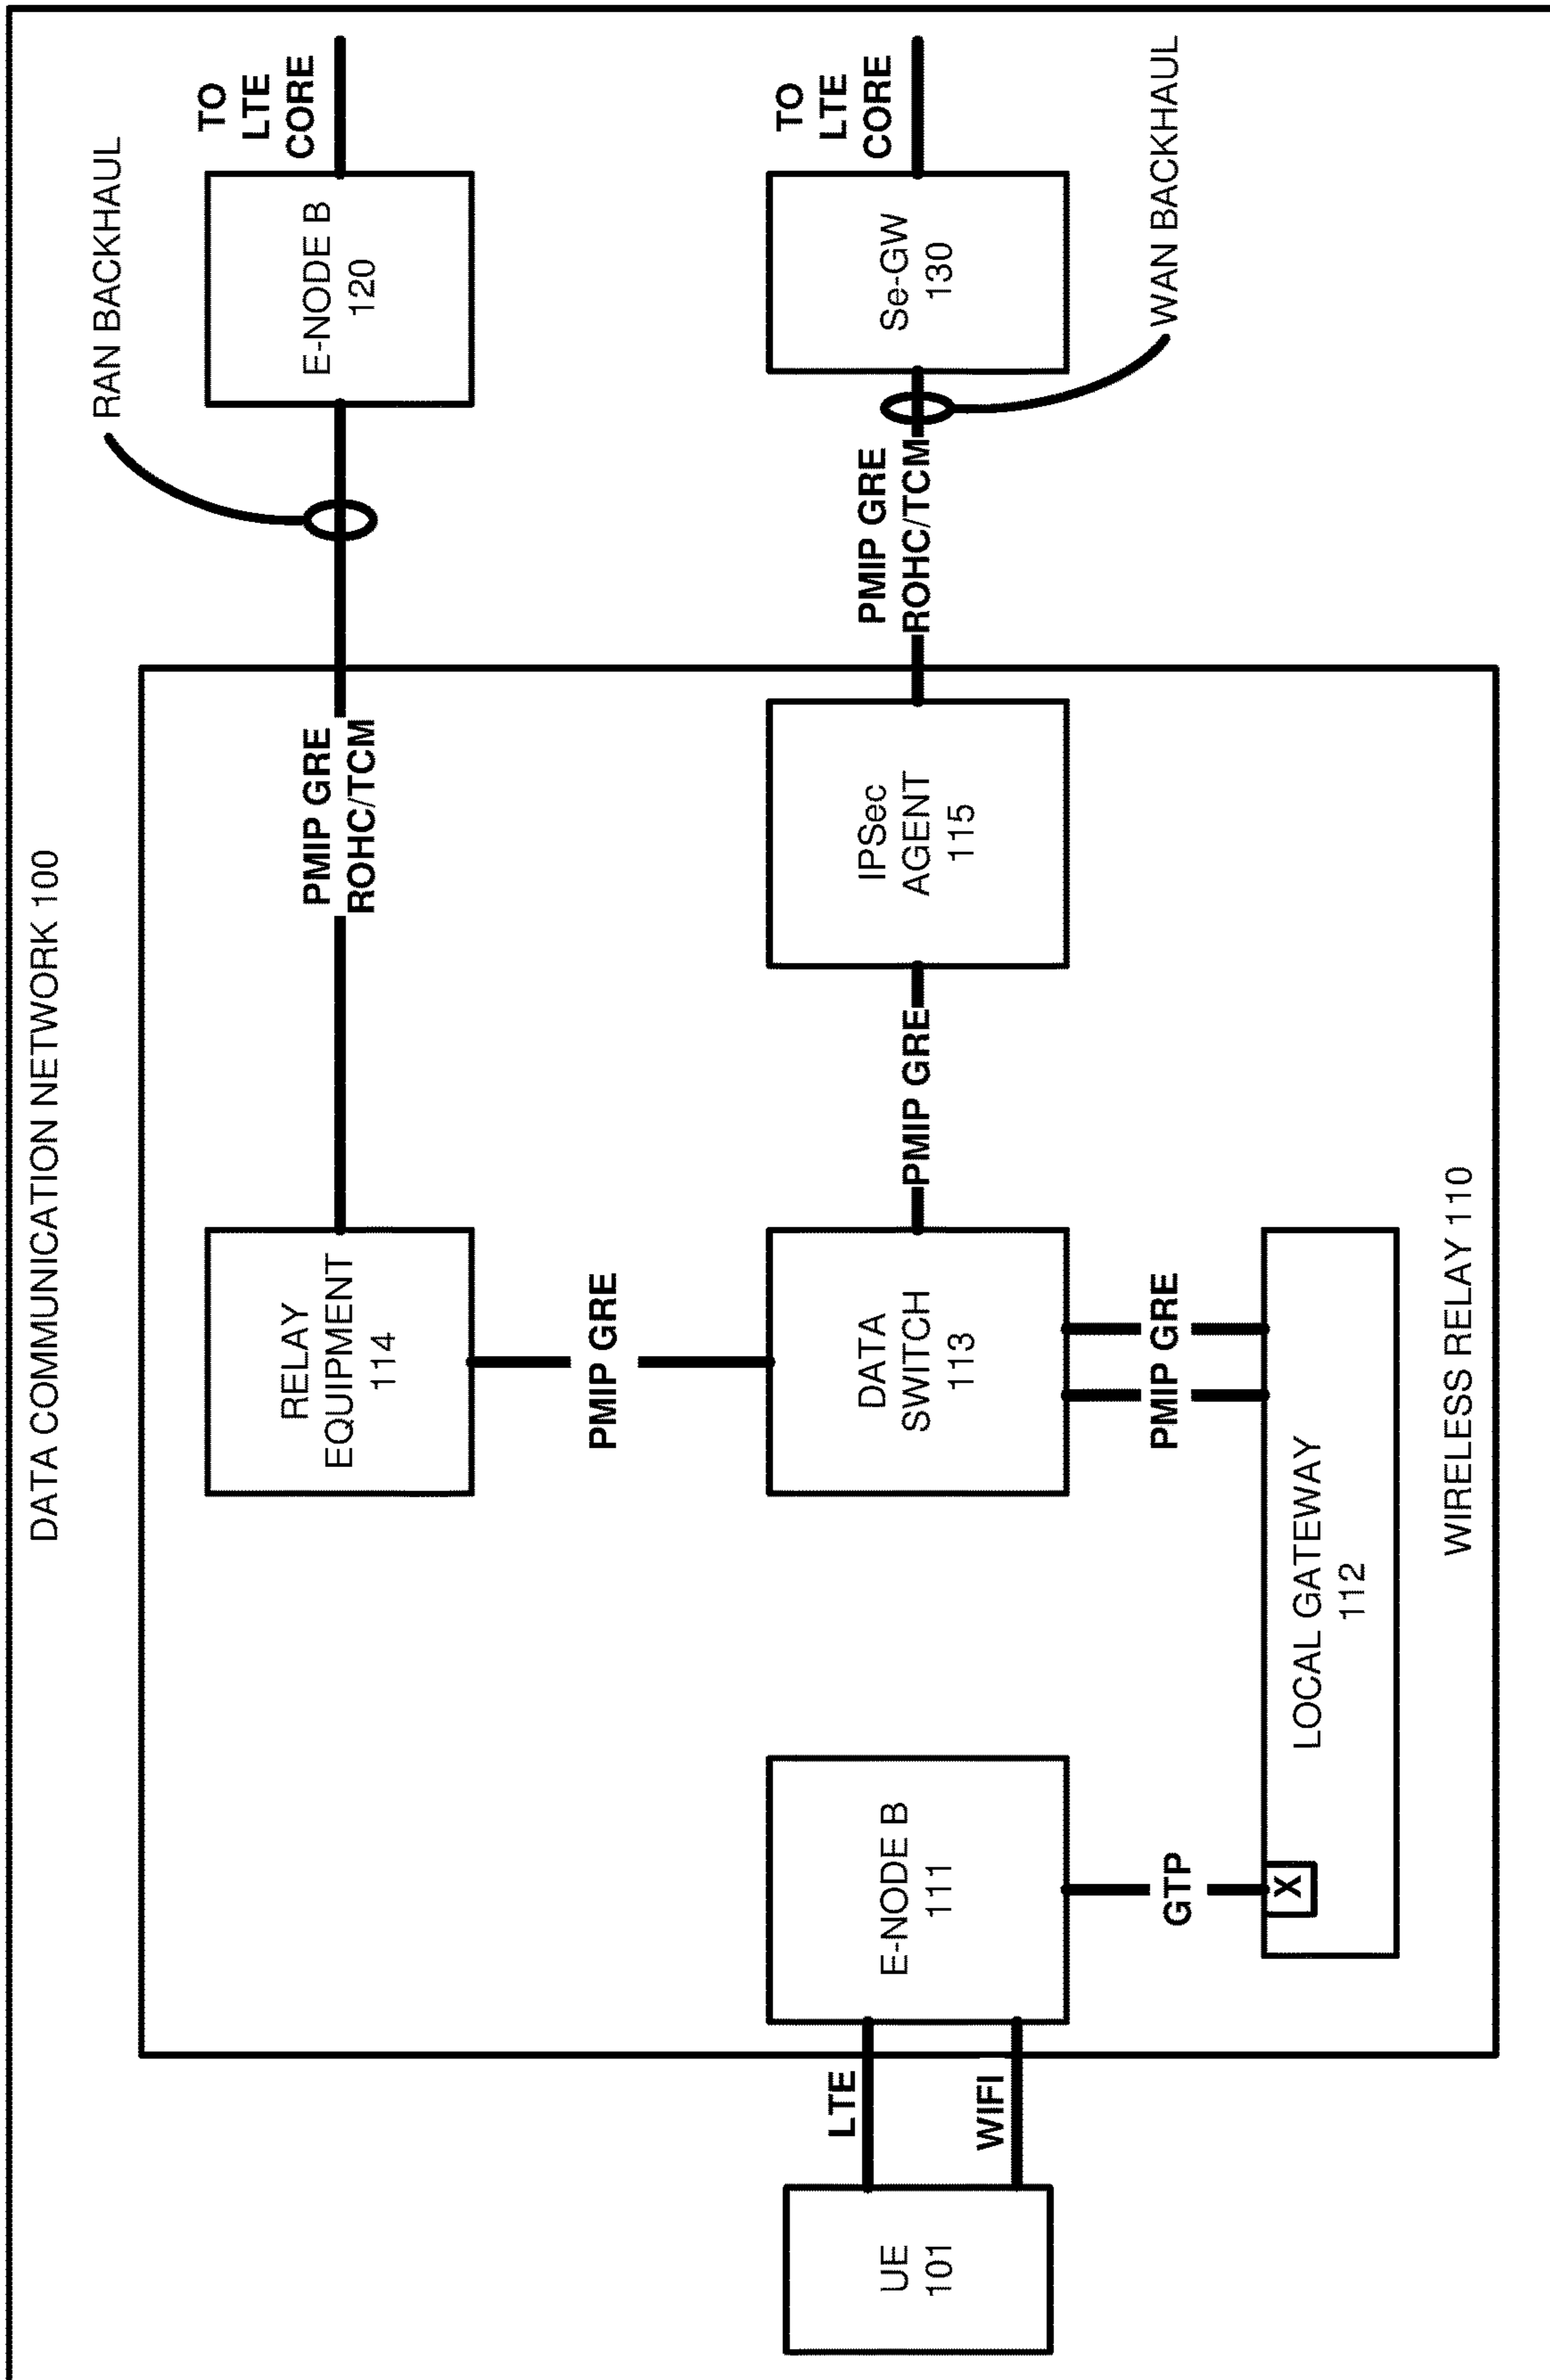 DATA COMMUNICATION NETWORK 100
RAN BACKHAUL
TO
LTE
CORE
E-NODE B
120
PMIP GRE
ROHC/TCM
RELAY
EQUIPMENT
114
PMIP GRE
TO
LTE
CORE
Se-GW
130
WAN BACKHAUL
PMIP GRE
ROHC/TCM
IPSec
AGENT
115
PMIP GRE
DATA
SWITCH
113
PMIP GRE
E-NODE B
111
LTE
WIFI
UE
101
GTP
X
LOCAL GATEWAY
112
WIRELESS RELAY 110